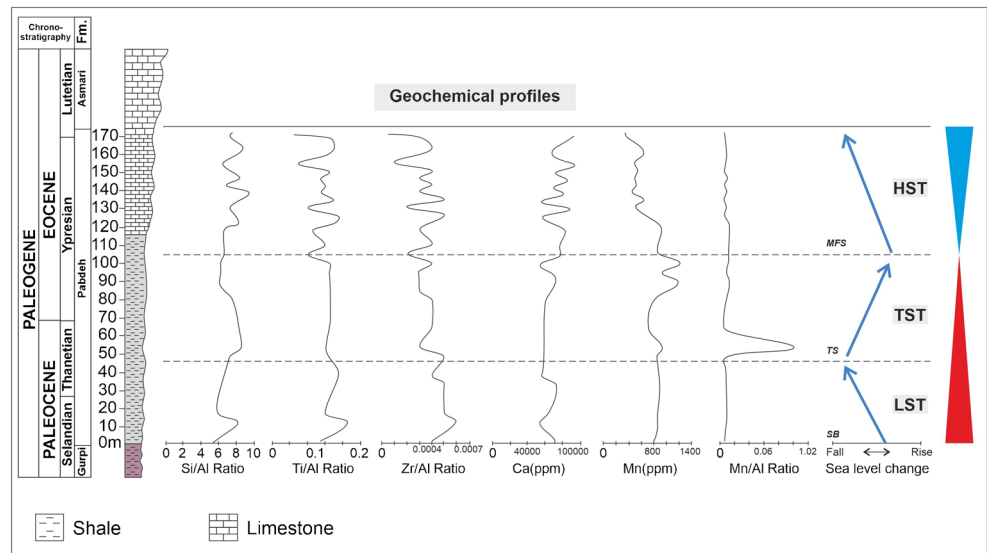 Chrono-
stratigraphy
Fm.
PALEOGENE
EOCENE
PALEOCENE
Lutetian
Ypresian
Thanetian
Selandian
Asmari
Pabdeh
Gurpi
Geochemical profiles
170
160
150
140
130
120
110
100
90
80
70
60
50
40
30
20
10
0m
0 2 4 6 8 10
Si/Al Ratio
0 0.1 0.2
Ti/Al Ratio
0 0.0004 0.0007
Zr/Al Ratio
40000 100000
Ca(ppm)
0 800 1400
Mn(ppm)
0 0.06 1.02
Mn/Al Ratio
HST
MFS
TST
TS
LST
SB
Fall Rise
Sea level change
Shale
Limestone